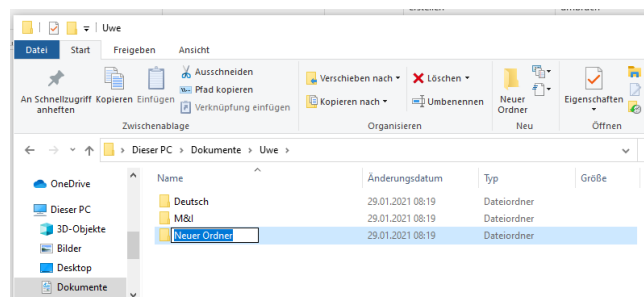 Uwe
Datei Start Freigeben Ansicht
An Schnellzugriff anheften
Kopieren
Einfügen
Ausschneiden
Pfad kopieren
Verknüpfung einfügen
Zwischenablage
Verschieben nach
Kopieren nach
Löschen
Umbenennen
Organisieren
Neuer
Ordner
Neu
Eigenschaften
Öffnen
Dieser PC > Dokumente > Uwe >
Name Änderungsdatum Typ Größe
OneDrive
Dieser PC
3D-Objekte
Bilder
Desktop
Dokumente
Deutsch 29.01.2021 08:19 Dateiordner
M&I 29.01.2021 08:19 Dateiordner
Neuer Ordner 29.01.2021 08:19 Dateiordner